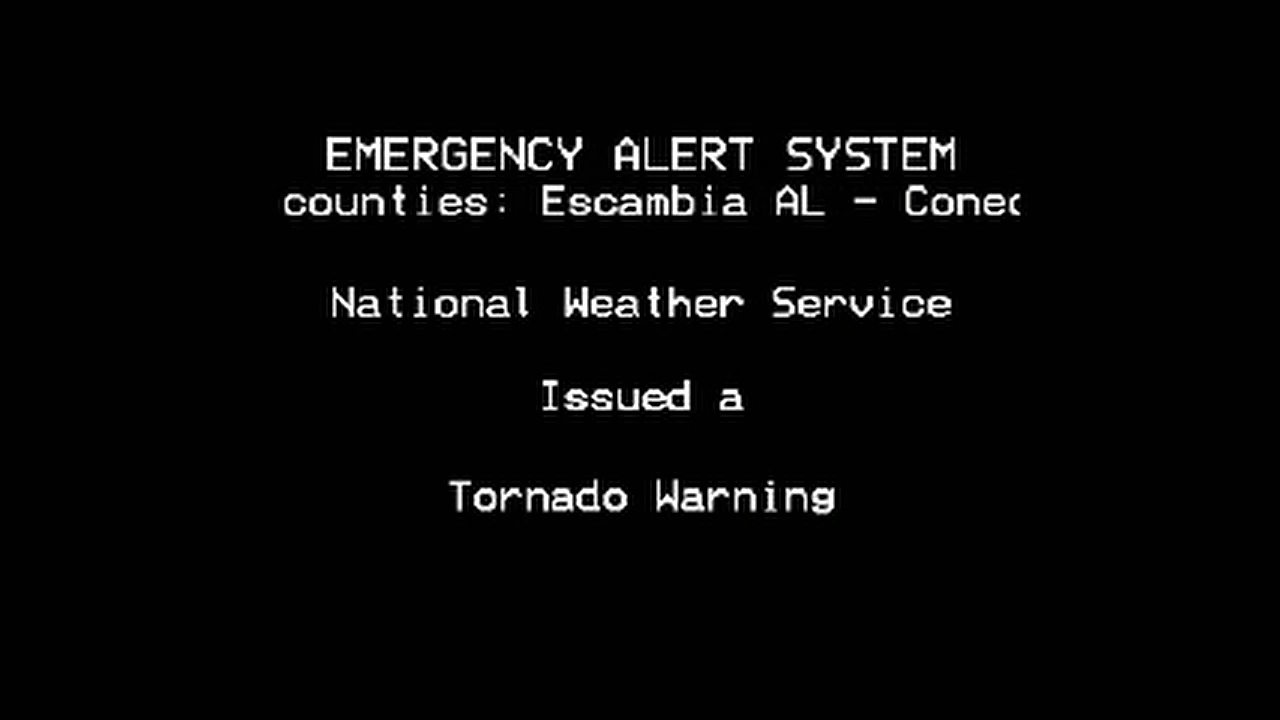 EMERGENCY ALERT SYSTEM
counties: Escambia AL - Conec
National Weather Service
Issued a
Tornado Warning